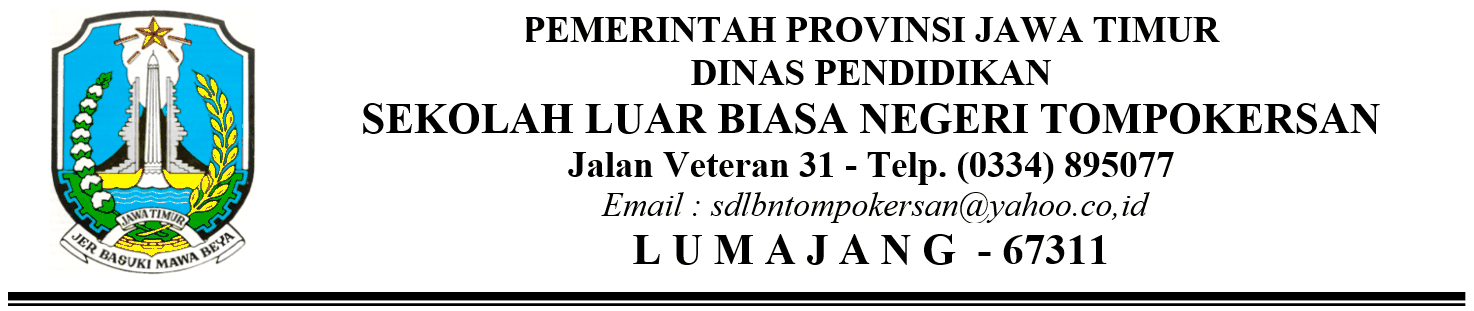 PEMERINTAH PROVINSI JAWA TIMUR
DINAS PENDIDIKAN
SEKOLAH LUAR BIASA NEGERI TOMPOKERSAN
Jalan Veteran 31 - Telp. (0334) 895077
Email : sdlbntompokersan@yahoo.co,id
L U M A J A N G - 67311
JAWA TIMUR
JER BASUKI MAWA BEYA